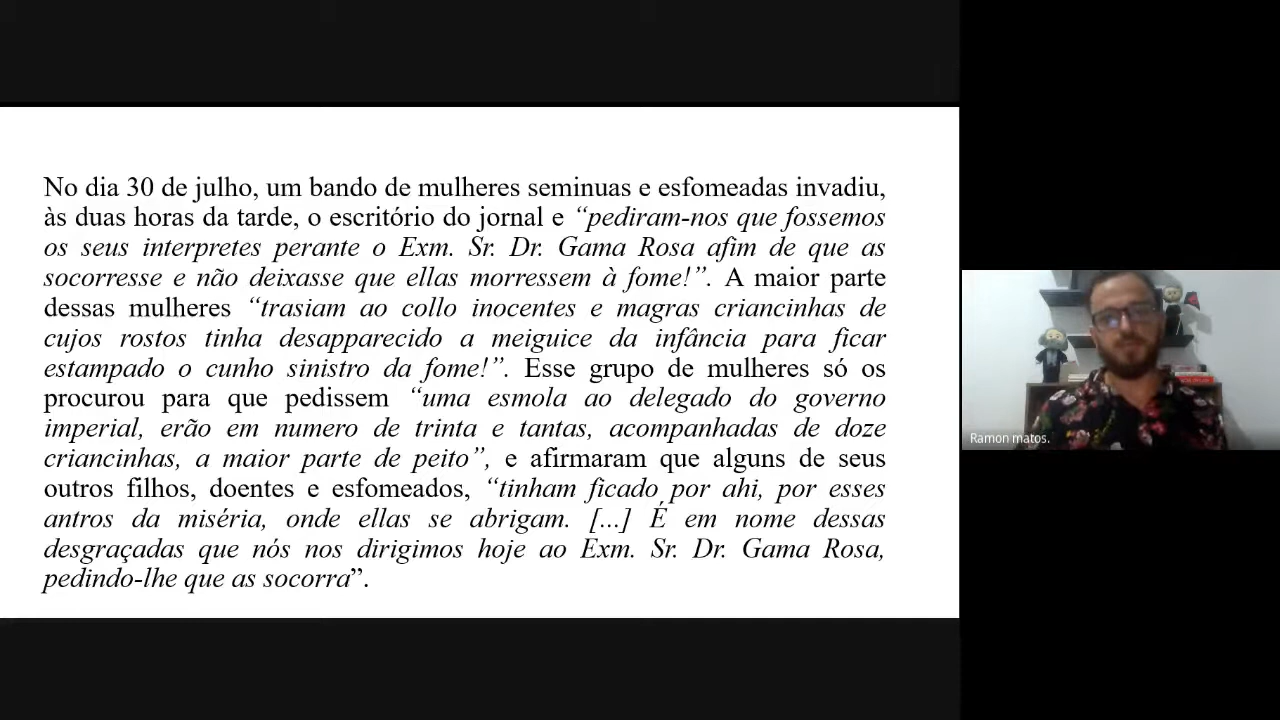 No dia 30 de julho, um bando de mulheres seminuas e esfomeadas invadiu,
às duas horas da tarde, o escritório do jornal e “pediram-nos que fossemos
os seus interpretes perante o Exm. Sr. Dr. Gama Rosa afim de que as
socorresse e não deixasse que ellas morressem à fome!”. A maior parte
dessas mulheres “trasiam ao collo inocentes e magras criancinhas de
cujos rostos tinha desapparecido a meiguice da infância para ficar
estampado o cunho sinistro da fome!”. Esse grupo de mulheres só os
procurou para que pedissem “uma esmola ao delegado do governo
imperial, erão em numero de trinta e tantas, acompanhadas de doze
criancinhas, a maior parte de peito”, e afirmaram que alguns de seus
outros filhos, doentes e esfomeados, “tinham ficado por ahi, por esses
antros da miséria, onde ellas se abrigam. [...] É em nome dessas
desgraçadas que nós nos dirigimos hoje ao Exm. Sr. Dr. Gama Rosa,
pedindo-lhe que as socorra”.
Ramon matos.